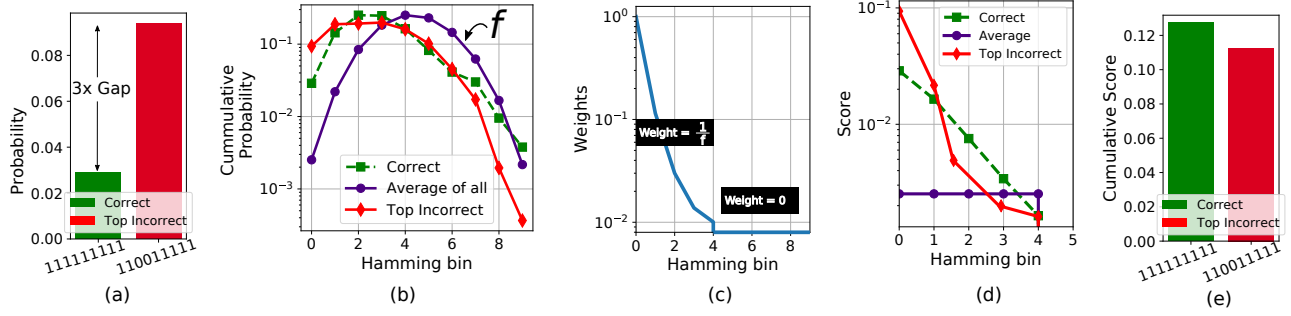 Probability
0.08
0.06
0.04
0.02
0.00
3x Gap
Correct
Top Incorrect
111111111
110011111
(a)
Cummulative
Probability
10⁻¹
10⁻²
10⁻³
f
Correct
Average of all
Top Incorrect
0 2 4 6 8
Hamming bin
(b)
Weights
10⁰
10⁻¹
10⁻²
Weight = 1/f
Weight = 0
0 2 4 6 8
Hamming bin
(c)
Score
10⁻¹
10⁻²
Correct
Average
Top Incorrect
0 1 2 3 4 5
Hamming bin
(d)
Cumulative Score
0.12
0.10
0.08
0.06
0.04
0.02
0.00
Correct
Top Incorrect
111111111
110011111
(e)